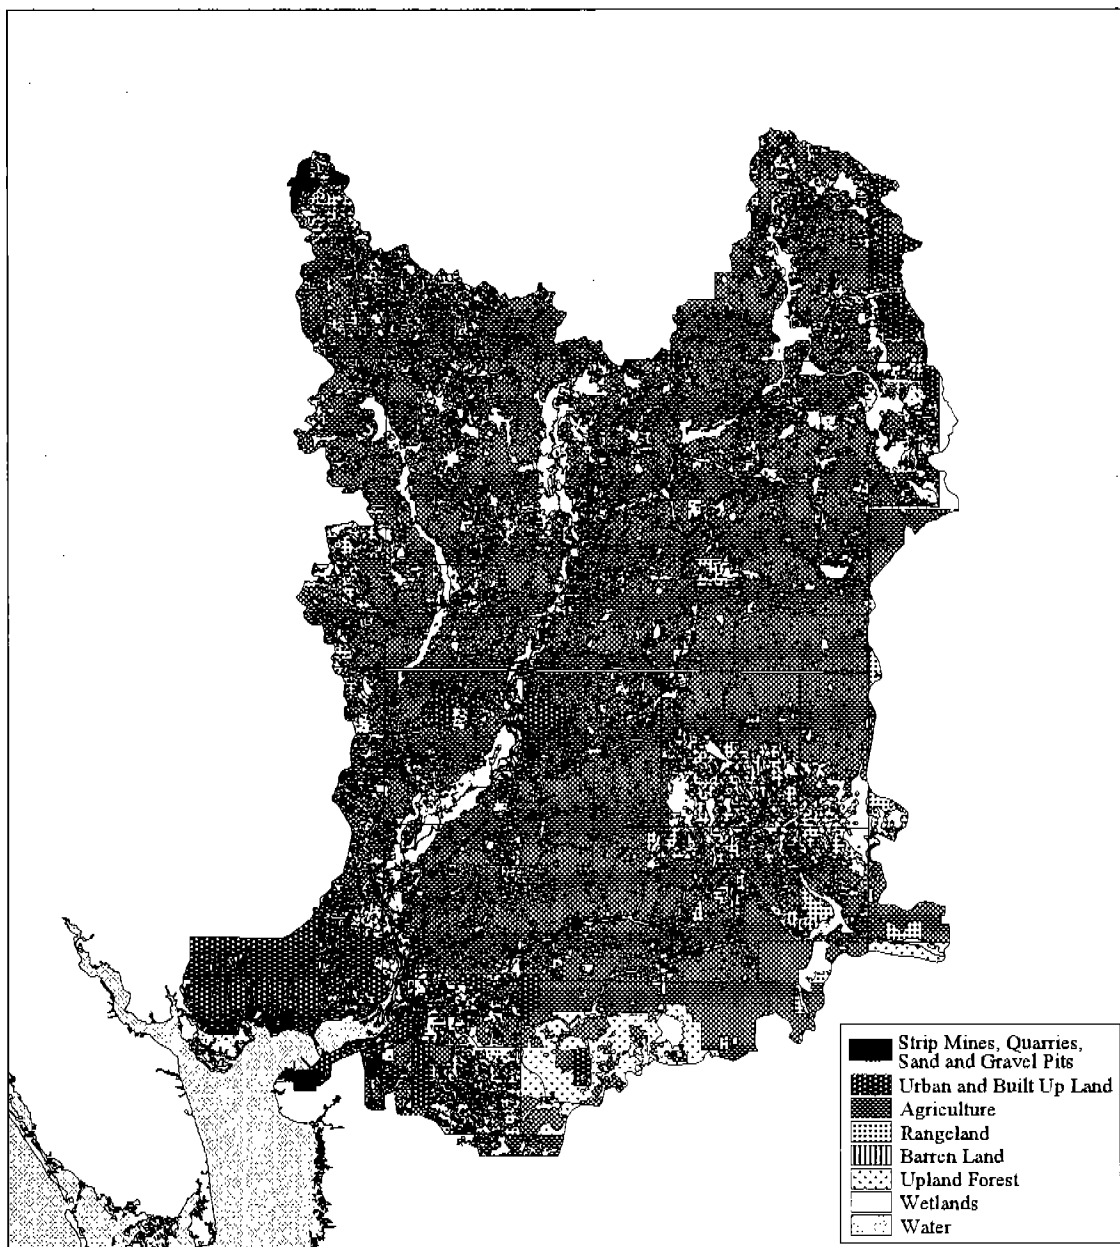 Strip Mines, Quarries,
Sand and Gravel Pits
Urban and Built Up Land
Agriculture
Rangeland
Barren Land
Upland Forest
Wetlands
Water